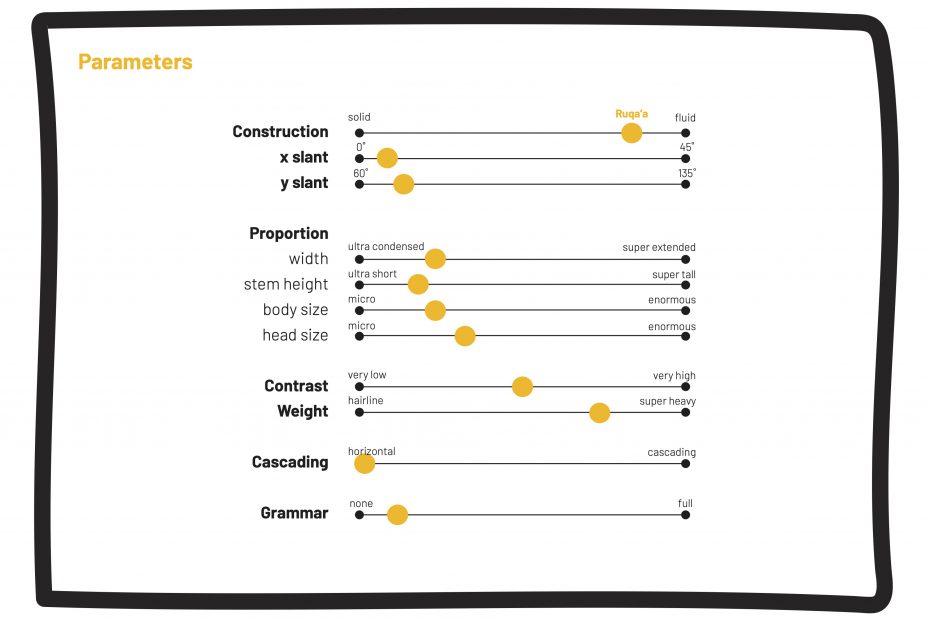 Parameters
solid Ruqa'a fluid
Construction
0° 45°
x slant
60° 135°
y slant
Proportion
ultra condensed super extended
width
ultra short super tall
stem height
micro enormous
body size
micro enormous
head size
very low very high
Contrast
hairline super heavy
Weight
horizontal cascading
Cascading
none full
Grammar